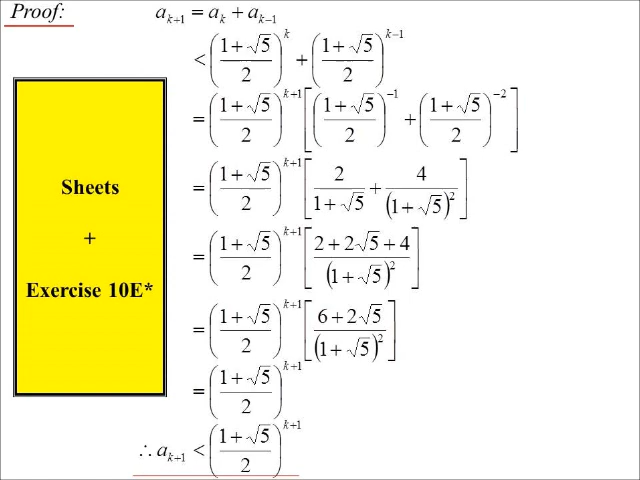 Proof: a_{k+1} = a_k + a_{k-1}
< ((1+√5)/2)^k + ((1+√5)/2)^{k-1}
= ((1+√5)/2)^{k+1} [((1+√5)/2)^{-1} + ((1+√5)/2)^{-2}]
= ((1+√5)/2)^{k+1} [2/(1+√5) + 4/(1+√5)^2]
= ((1+√5)/2)^{k+1} [(2+2√5+4)/(1+√5)^2]
= ((1+√5)/2)^{k+1} [(6+2√5)/(1+√5)^2]
= ((1+√5)/2)^{k+1}
∴ a_{k+1} < ((1+√5)/2)^{k+1}
Sheets
+
Exercise 10E*